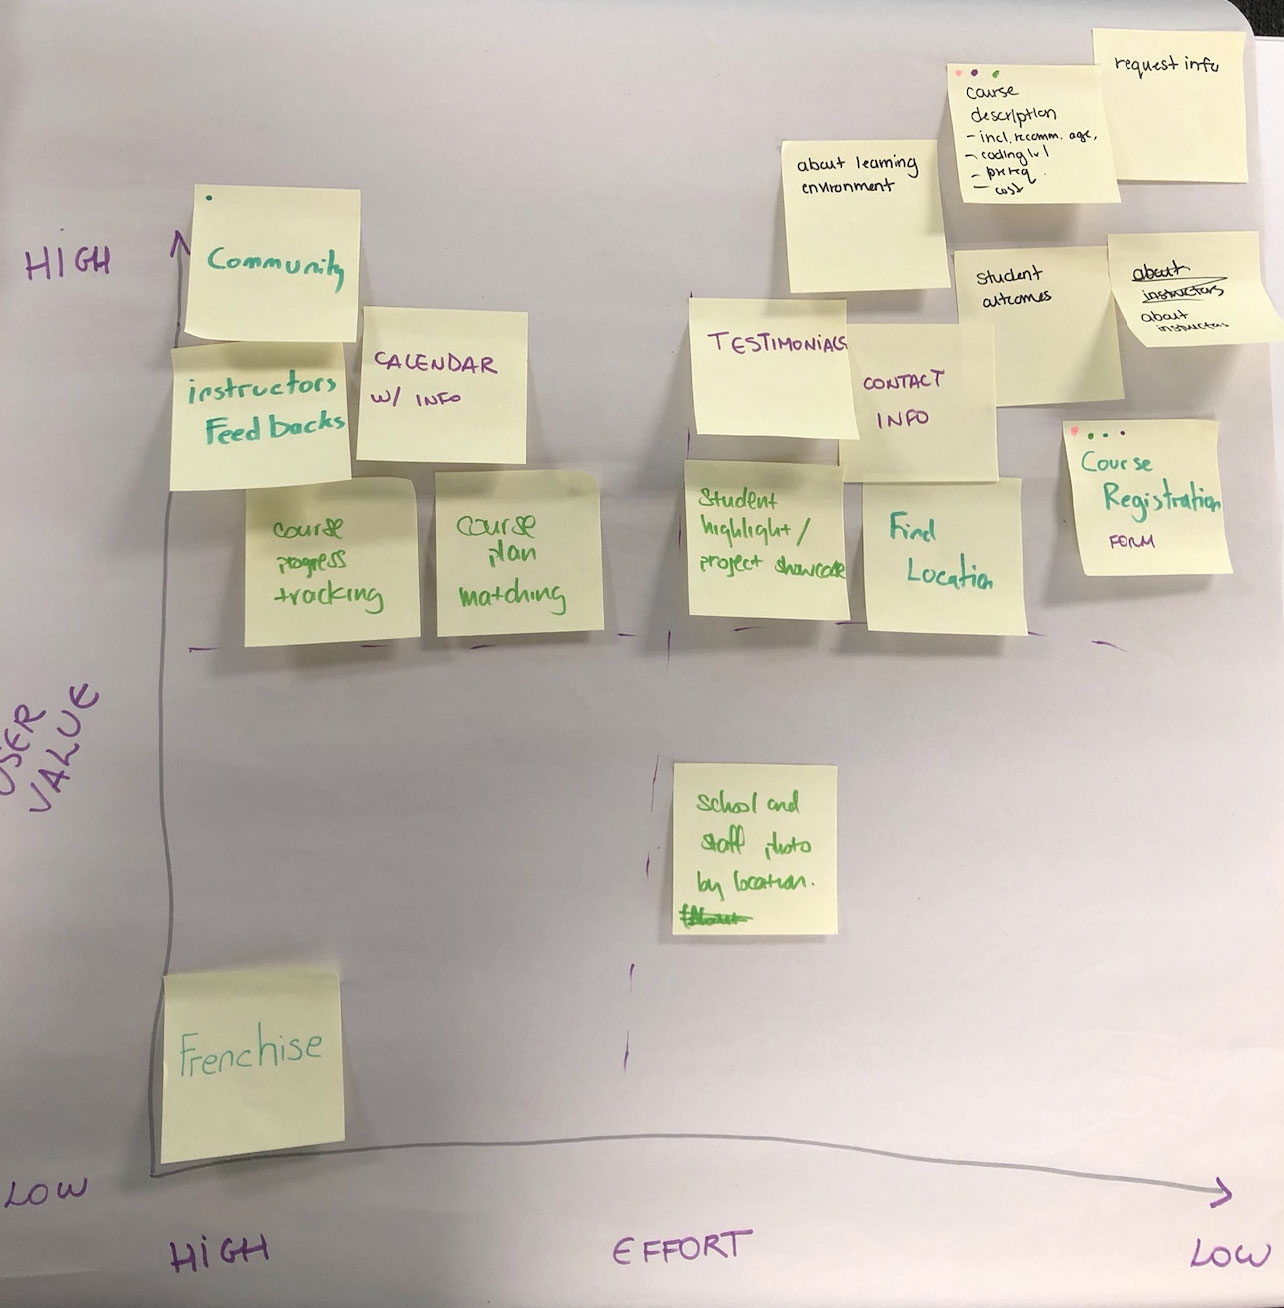 request info
course
description
- incl. recomm. age,
- coding lvl
- prereq.
- cost
about learning
environment
HIGH
Community
student
outcomes
about
instructors
about
instructors
TESTIMONIALS
CONTACT
INFO
CALENDAR
W/ INFO
instructors
Feedbacks
Course
Registration
FORM
Student
highlight/
project showcase
Find
Location
course
progress
tracking
course
plan
matching
USER
VALUE
school and
staff photo
by location.
Frenchise
LOW
HIGH
EFFORT
LOW